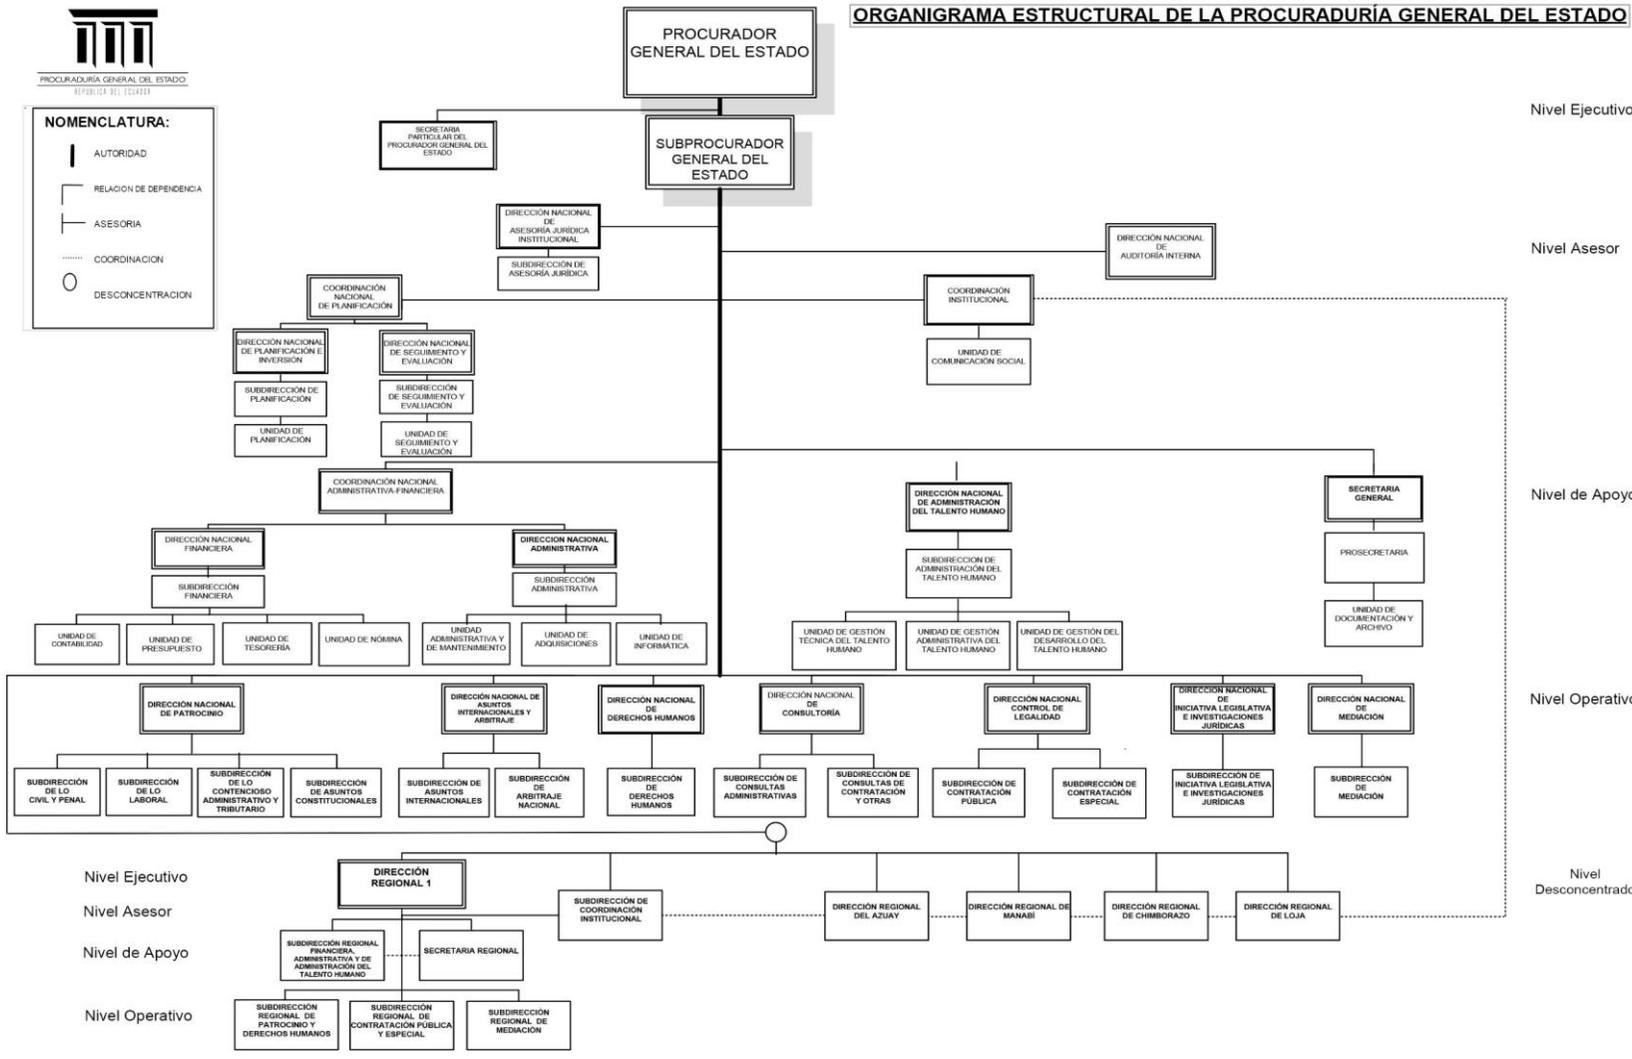 ORGANIGRAMA ESTRUCTURAL DE LA PROCURADURÍA GENERAL DEL ESTADO
PROCURADURÍA GENERAL DEL ESTADO
REPÚBLICA DEL ECUADOR
NOMENCLATURA:
AUTORIDAD
RELACION DE DEPENDENCIA
ASESORIA
COORDINACION
DESCONCENTRACION
PROCURADOR
GENERAL DEL ESTADO
Nivel Ejecutivo
SECRETARIA
PARTICULAR DEL
PROCURADOR GENERAL DEL
ESTADO
SUBPROCURADOR
GENERAL DEL
ESTADO
DIRECCIÓN NACIONAL
DE
ASESORÍA JURÍDICA
INSTITUCIONAL
SUBDIRECCIÓN DE
ASESORÍA JURÍDICA
DIRECCIÓN NACIONAL
DE
AUDITORÍA INTERNA
Nivel Asesor
COORDINACIÓN
NACIONAL
DE PLANIFICACIÓN
COORDINACIÓN
INSTITUCIONAL
UNIDAD DE
COMUNICACIÓN SOCIAL
DIRECCIÓN NACIONAL
DE PLANIFICACIÓN E
INVERSIÓN
DIRECCIÓN NACIONAL
DE SEGUIMIENTO Y
EVALUACIÓN
SUBDIRECCIÓN DE
PLANIFICACIÓN
SUBDIRECCIÓN
DE SEGUIMIENTO Y
EVALUACIÓN
UNIDAD DE
PLANIFICACIÓN
UNIDAD DE
SEGUIMIENTO Y
EVALUACIÓN
COORDINACIÓN NACIONAL
ADMINISTRATIVA-FINANCIERA
DIRECCIÓN NACIONAL
DE ADMINISTRACIÓN
DEL TALENTO HUMANO
SECRETARIA
GENERAL
Nivel de Apoyo
DIRECCIÓN NACIONAL
FINANCIERA
DIRECCION NACIONAL
ADMINISTRATIVA
SUBDIRECCION DE
ADMINISTRACIÓN DEL
TALENTO HUMANO
PROSECRETARIA
SUBDIRECCIÓN
FINANCIERA
SUBDIRECCIÓN
ADMINISTRATIVA
UNIDAD DE
DOCUMENTACIÓN Y
ARCHIVO
UNIDAD DE
CONTABILIDAD
UNIDAD DE
PRESUPUESTO
UNIDAD DE
TESORERÍA
UNIDAD DE NÓMINA
UNIDAD
ADMINISTRATIVA Y
DE MANTENIMIENTO
UNIDAD DE
ADQUISICIONES
UNIDAD DE
INFORMÁTICA
UNIDAD DE GESTIÓN
TÉCNICA DEL TALENTO
HUMANO
UNIDAD DE GESTIÓN
ADMINISTRATIVA DEL
TALENTO HUMANO
UNIDAD DE GESTIÓN DEL
DESARROLLO DEL
TALENTO HUMANO
DIRECCIÓN NACIONAL
DE PATROCINIO
DIRECCIÓN NACIONAL DE
ASUNTOS
INTERNACIONALES Y
ARBITRAJE
DIRECCIÓN NACIONAL
DE
DERECHOS HUMANOS
DIRECCIÓN NACIONAL
DE
CONSULTORÍA
DIRECCIÓN NACIONAL
CONTROL DE
LEGALIDAD
DIRECCIÓN NACIONAL
DE
INICIATIVA LEGISLATIVA
E INVESTIGACIONES
JURÍDICAS
DIRECCIÓN NACIONAL
DE
MEDIACIÓN
Nivel Operativo
SUBDIRECCIÓN
DE LO
CIVIL Y PENAL
SUBDIRECCIÓN
DE LO
LABORAL
SUBDIRECCIÓN
DE LO
CONTENCIOSO
ADMINISTRATIVO Y
TRIBUTARIO
SUBDIRECCIÓN
DE ASUNTOS
CONSTITUCIONALES
SUBDIRECCIÓN DE
ASUNTOS
INTERNACIONALES
SUBDIRECCIÓN
DE
ARBITRAJE
NACIONAL
SUBDIRECCIÓN
DE
DERECHOS
HUMANOS
SUBDIRECCIÓN DE
CONSULTAS
ADMINISTRATIVAS
SUBDIRECCIÓN DE
CONSULTAS DE
CONTRATACIÓN
Y OTRAS
SUBDIRECCIÓN DE
CONTRATACIÓN
PÚBLICA
SUBDIRECCIÓN DE
CONTRATACIÓN
ESPECIAL
SUBDIRECCIÓN DE
INICIATIVA LEGISLATIVA
E INVESTIGACIONES
JURÍDICAS
SUBDIRECCIÓN
DE
MEDIACIÓN
Nivel Ejecutivo
DIRECCIÓN
REGIONAL 1
Nivel
Desconcentrado
Nivel Asesor
SUBDIRECCIÓN DE
COORDINACIÓN
INSTITUCIONAL
DIRECCIÓN REGIONAL
DEL AZUAY
DIRECCIÓN REGIONAL DE
MANABÍ
DIRECCIÓN REGIONAL
DE CHIMBORAZO
DIRECCIÓN REGIONAL
DE LOJA
Nivel de Apoyo
SUBDIRECCIÓN REGIONAL
FINANCIERA,
ADMINISTRATIVA Y DE
ADMINISTRACIÓN DEL
TALENTO HUMANO
SECRETARIA REGIONAL
Nivel Operativo
SUBDIRECCIÓN
REGIONAL DE
PATROCINIO Y
DERECHOS HUMANOS
SUBDIRECCIÓN
REGIONAL DE
CONTRATACIÓN PÚBLICA
Y ESPECIAL
SUBDIRECCIÓN
REGIONAL DE
MEDIACIÓN